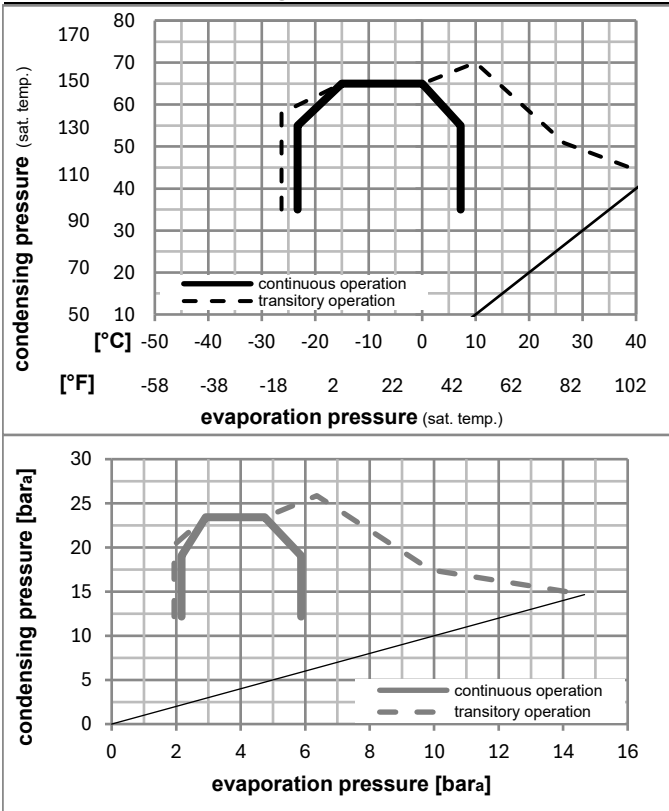 170 80
70
150
60
130
50
110 40
90 30
70 20
50 10
condensing pressure (sat. temp.)
continuous operation
transitory operation
[°C] -50 -40 -30 -20 -10 0 10 20 30 40
[°F] -58 -38 -18 2 22 42 62 82 102
evaporation pressure (sat. temp.)
30
25
20
15
10
5
0
condensing pressure [bara]
continuous operation
transitory operation
0 2 4 6 8 10 12 14 16
evaporation pressure [bara]